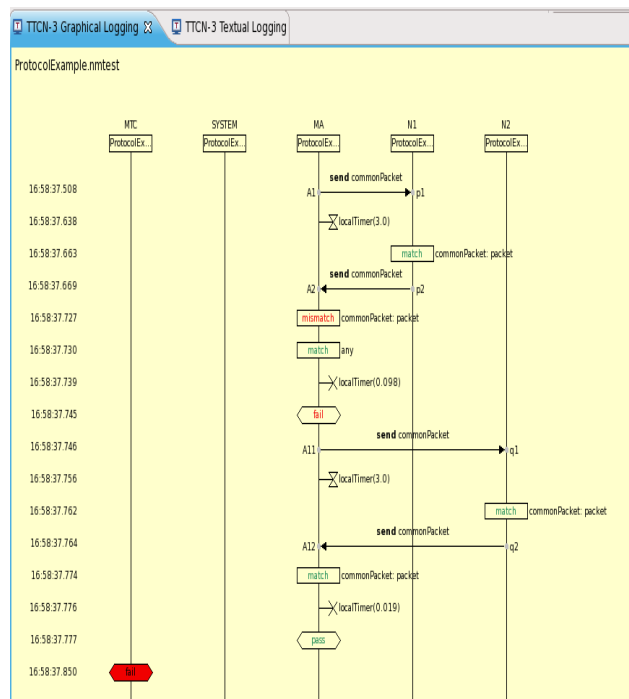 TTCN-3 Graphical Logging TTCN-3 Textual Logging
ProtocolExample.nmtest
MTC SYSTEM MA N1 N2
ProtocolEx... ProtocolEx... ProtocolEx... ProtocolEx... ProtocolEx...
send commonPacket
16:58:37.508 A1 p1
16:58:37.638 localTimer(3.0)
16:58:37.663 match commonPacket: packet
send commonPacket
16:58:37.669 A2 p2
16:58:37.727 mismatch commonPacket: packet
16:58:37.730 match any
16:58:37.739 localTimer(0.098)
16:58:37.745 fail
send commonPacket
16:58:37.746 A11 q1
16:58:37.756 localTimer(3.0)
16:58:37.762 match commonPacket: packet
send commonPacket
16:58:37.764 A12 q2
16:58:37.774 match commonPacket: packet
16:58:37.776 localTimer(0.019)
16:58:37.777 pass
16:58:37.850 fail